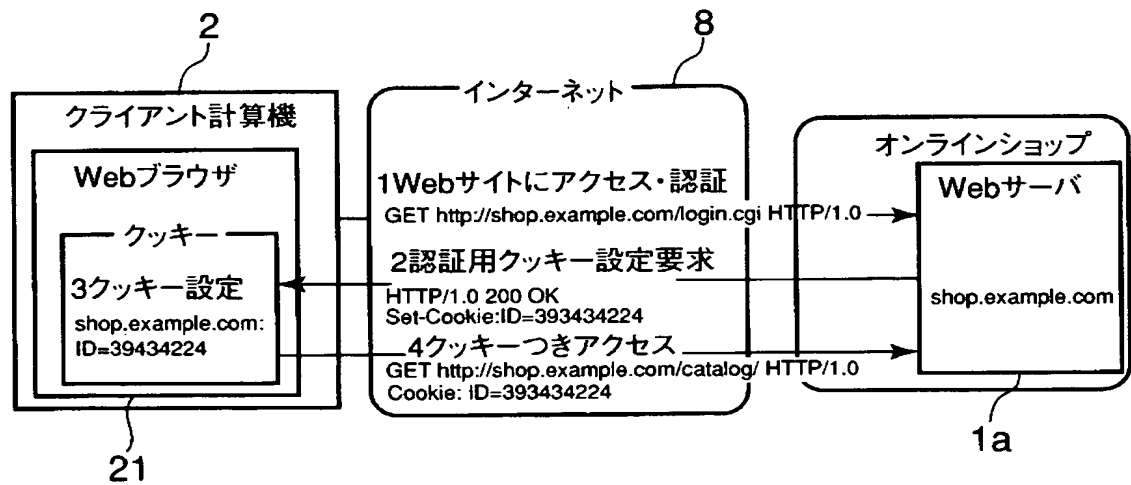 2
8
クライアント計算機
インターネット
オンラインショップ
Webブラウザ
Webサーバ
1Webサイトにアクセス・認証
GET http://shop.example.com/login.cgi HTTP/1.0
クッキー
2認証用クッキー設定要求
3クッキー設定
HTTP/1.0 200 OK
Set-Cookie:ID=393434224
shop.example.com
shop.example.com:
ID=39434224
4クッキーつきアクセス
GET http://shop.example.com/catalog/ HTTP/1.0
Cookie: ID=393434224
21
1a